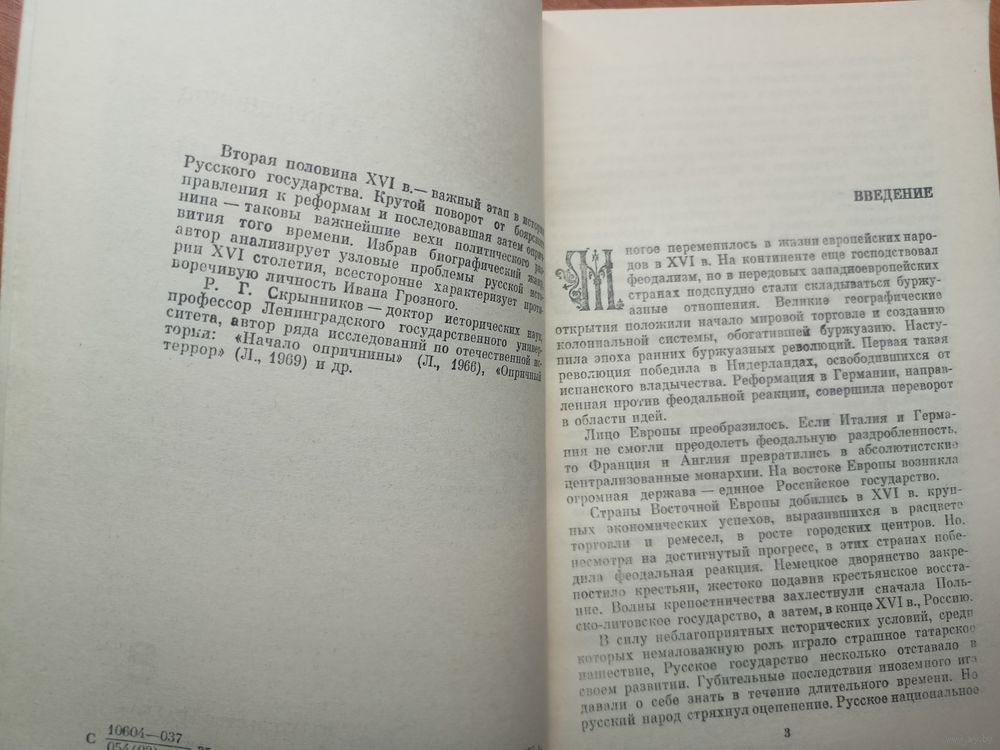 Вторая половина XVI в.— важный этап в истории
Русского государства. Крутой поворот от боярского
правления к реформам и последовавшая затем оприч-
нина — таковы важнейшие вехи политического раз-
вития того времени. Избрав биографический жанр,
автор анализирует узловые проблемы русской исто-
рии XVI столетия, всесторонне характеризует проти-
воречивую личность Ивана Грозного.
Р. Г. Скрынников — доктор исторических наук,
профессор Ленинградского государственного универ-
ситета, автор ряда исследований по отечественной ис-
тории: «Начало опричнины» (Л., 1966), «Опричный
террор» (Л., 1969) и др.
С 10604—037
ВВЕДЕНИЕ
Многое переменилось в жизни европейских наро-
дов в XVI в. На континенте еще господствовал
феодализм, но в передовых западноевропейских
странах подспудно стали складываться буржу-
азные отношения. Великие географические
открытия положили начало мировой торговле и созданию
колониальной системы, обогатившей буржуазию. Насту-
пила эпоха ранних буржуазных революций. Первая такая
революция победила в Нидерландах, освободившихся от
испанского владычества. Реформация в Германии, направ-
ленная против феодальной реакции, совершила переворот
в области идей.
Лицо Европы преобразилось. Если Италия и Герма-
ния не смогли преодолеть феодальную раздробленность,
то Франция и Англия превратились в абсолютистские
централизованные монархии. На востоке Европы возникла
огромная держава — единое Российское государство.
Страны Восточной Европы добились в XVI в. круп-
ных экономических успехов, выразившихся в расцвете
торговли и ремесел, в росте городских центров. Но,
несмотря на достигнутый прогресс, в этих странах побе-
дила феодальная реакция. Немецкое дворянство закре-
постило крестьян, жестоко подавив крестьянское восста-
ние. Волны крепостничества захлестнули сначала Поль-
ско-литовское государство, а затем, в конце XVI в., Россию.
В силу неблагоприятных исторических условий, среди
которых немаловажную роль играло страшное татарское
нашествие, Русское государство несколько отставало в
своем развитии. Губительные последствия иноземного ига
давали о себе знать в течение длительного времени. Но
русский народ стряхнул оцепенение. Русское национальное
3